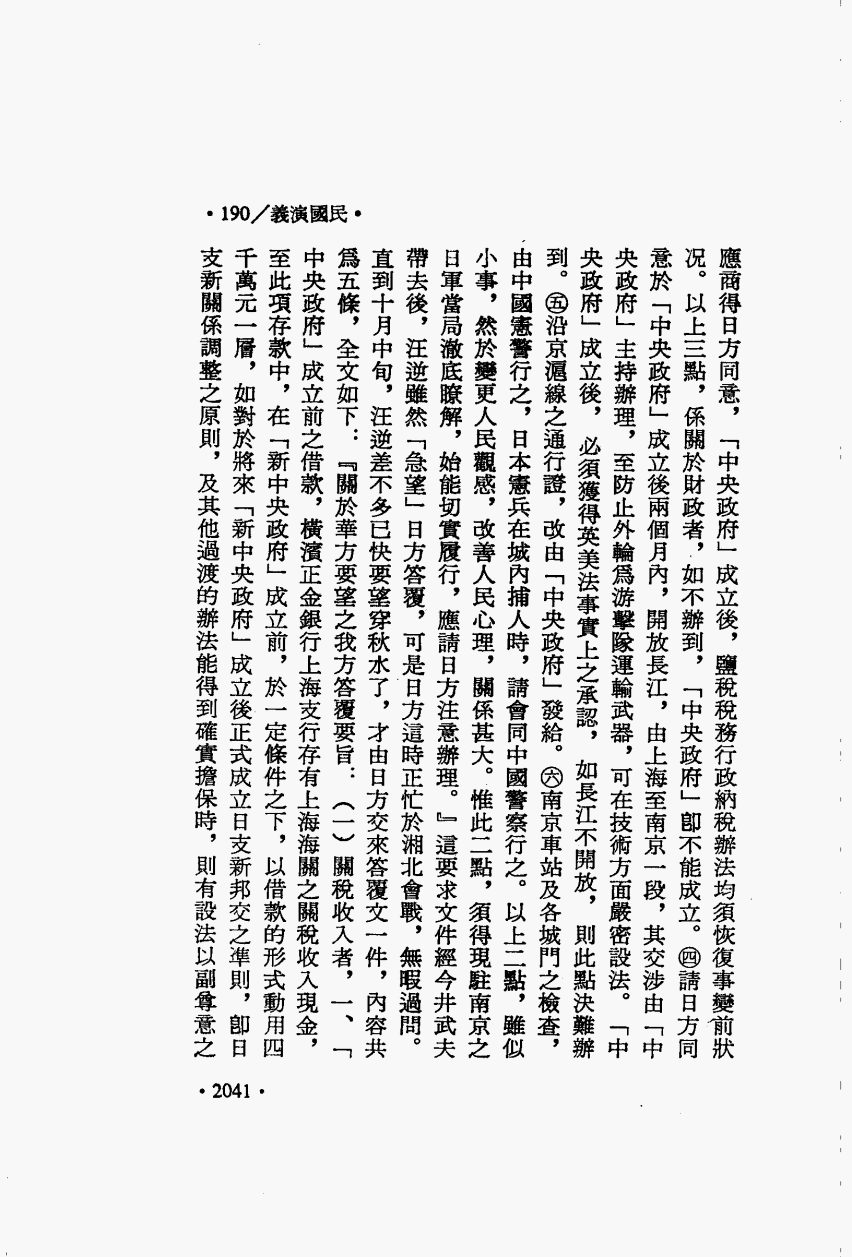 •190/義演國民•
應商得日方同意，「中央政府」成立後，鹽稅稅務行政納稅辦法均須恢復事變前狀
況。以上三點，係關於財政者，如不辦到，「中央政府」卽不能成立。㊃請日方同
意於「中央政府」成立後兩個月內，開放長江，由上海至南京一段，其交涉由「中
央政府」主持辦理，至防止外輪爲游擊隊運輸武器，可在技術方面嚴密設法。「中
央政府」成立後，必須獲得英美法事實上之承認，如長江不開放，則此點決難辦
到。㊄沿京滬線之通行證，改由「中央政府」發給。㊅南京車站及各城門之檢查，
由中國憲警行之，日本憲兵在城內捕人時，請會同中國警察行之。以上二點，雖似
小事，然於變更人民觀感，改善人民心理，關係甚大。惟此二點，須得現駐南京之
日軍當局澈底瞭解，始能切實履行，應請日方注意辦理。』這要求文件經今井武夫
帶去後，汪逆雖然「急望」日方答覆，可是日方這時正忙於湘北會戰，無暇過問。
直到十月中旬，汪逆差不多已快要望穿秋水了，才由日方交來答覆文一件，內容共
爲五條，全文如下：『關於華方要望之我方答覆要旨：（一）關稅收入者，一、「
中央政府」成立前之借款，橫濱正金銀行上海支行存有上海海關之關稅收入現金，
至此項存款中，在「新中央政府」成立前，於一定條件之下，以借款的形式動用四
千萬元一層，如對於將來「新中央政府」成立後正式成立日支新邦交之準則，卽日
支新關係調整之原則，及其他過渡的辦法能得到確實擔保時，則有設法以副尊意之
•2041•